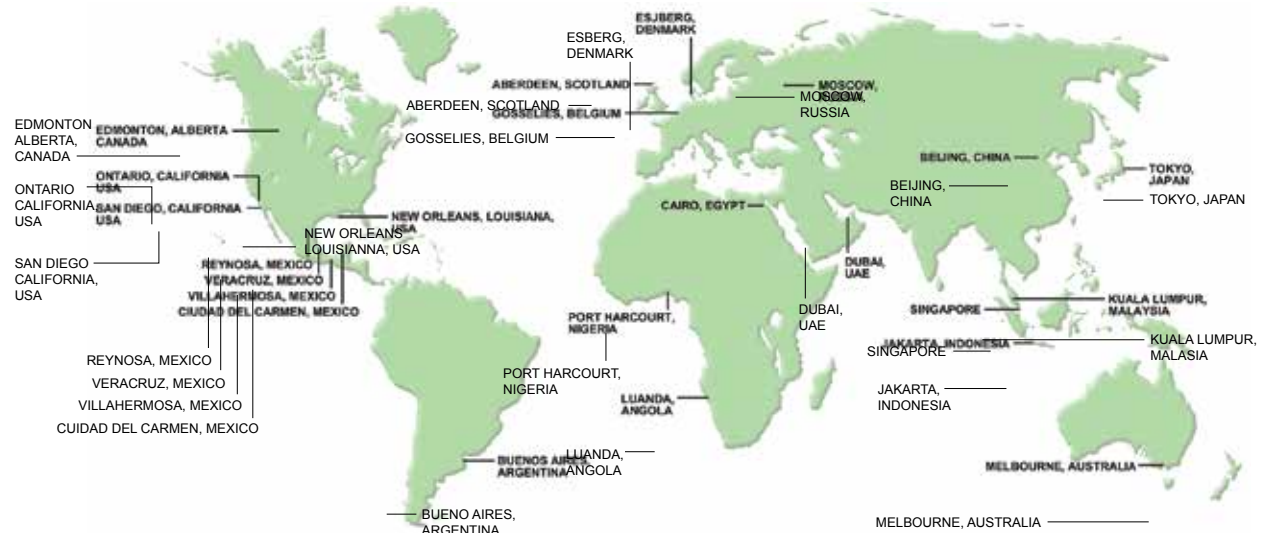 ESJBERG,
DENMARK
ESBERG,
DENMARK
ABERDEEN, SCOTLAND
MOSCOW,
MOSCOW,
RUSSIA
ABERDEEN, SCOTLAND
GOSSELIES, BELGIUM
EDMONTON
ALBERTA,
CANADA
EDMONTON, ALBERTA
CANADA
GOSSELIES, BELGIUM
BEIJING, CHINA
TOKYO,
JAPAN
ONTARIO, CALIFORNIA
USA
ONTARIO
CALIFORNIA,
USA
BEIJING,
CHINA
TOKYO, JAPAN
SAN DIEGO, CALIFORNIA
USA
NEW ORLEANS, LOUISIANA,
USA
CAIRO, EGYPT
NEW ORLEANS
LOUISIANNA, USA
SAN DIEGO
CALIFORNIA,
USA
REYNOSA, MEXICO
VERACRUZ, MEXICO
VILLAHERMOSA, MEXICO
CIUDAD DEL CARMEN, MEXICO
DUBAI,
UAE
DUBAI,
UAE
SINGAPORE
KUALA LUMPUR,
MALAYSIA
PORT HARCOURT,
NIGERIA
JAKARTA, INDONESIA
SINGAPORE
KUALA LUMPUR,
MALASIA
REYNOSA, MEXICO
VERACRUZ, MEXICO
VILLAHERMOSA, MEXICO
CUIDAD DEL CARMEN, MEXICO
PORT HARCOURT,
NIGERIA
JAKARTA,
INDONESIA
LUANDA,
ANGOLA
BUENOS AIRES,
ARGENTINA
LUANDA,
ANGOLA
MELBOURNE, AUSTRALIA
BUENO AIRES,
ARGENTINA
MELBOURNE, AUSTRALIA